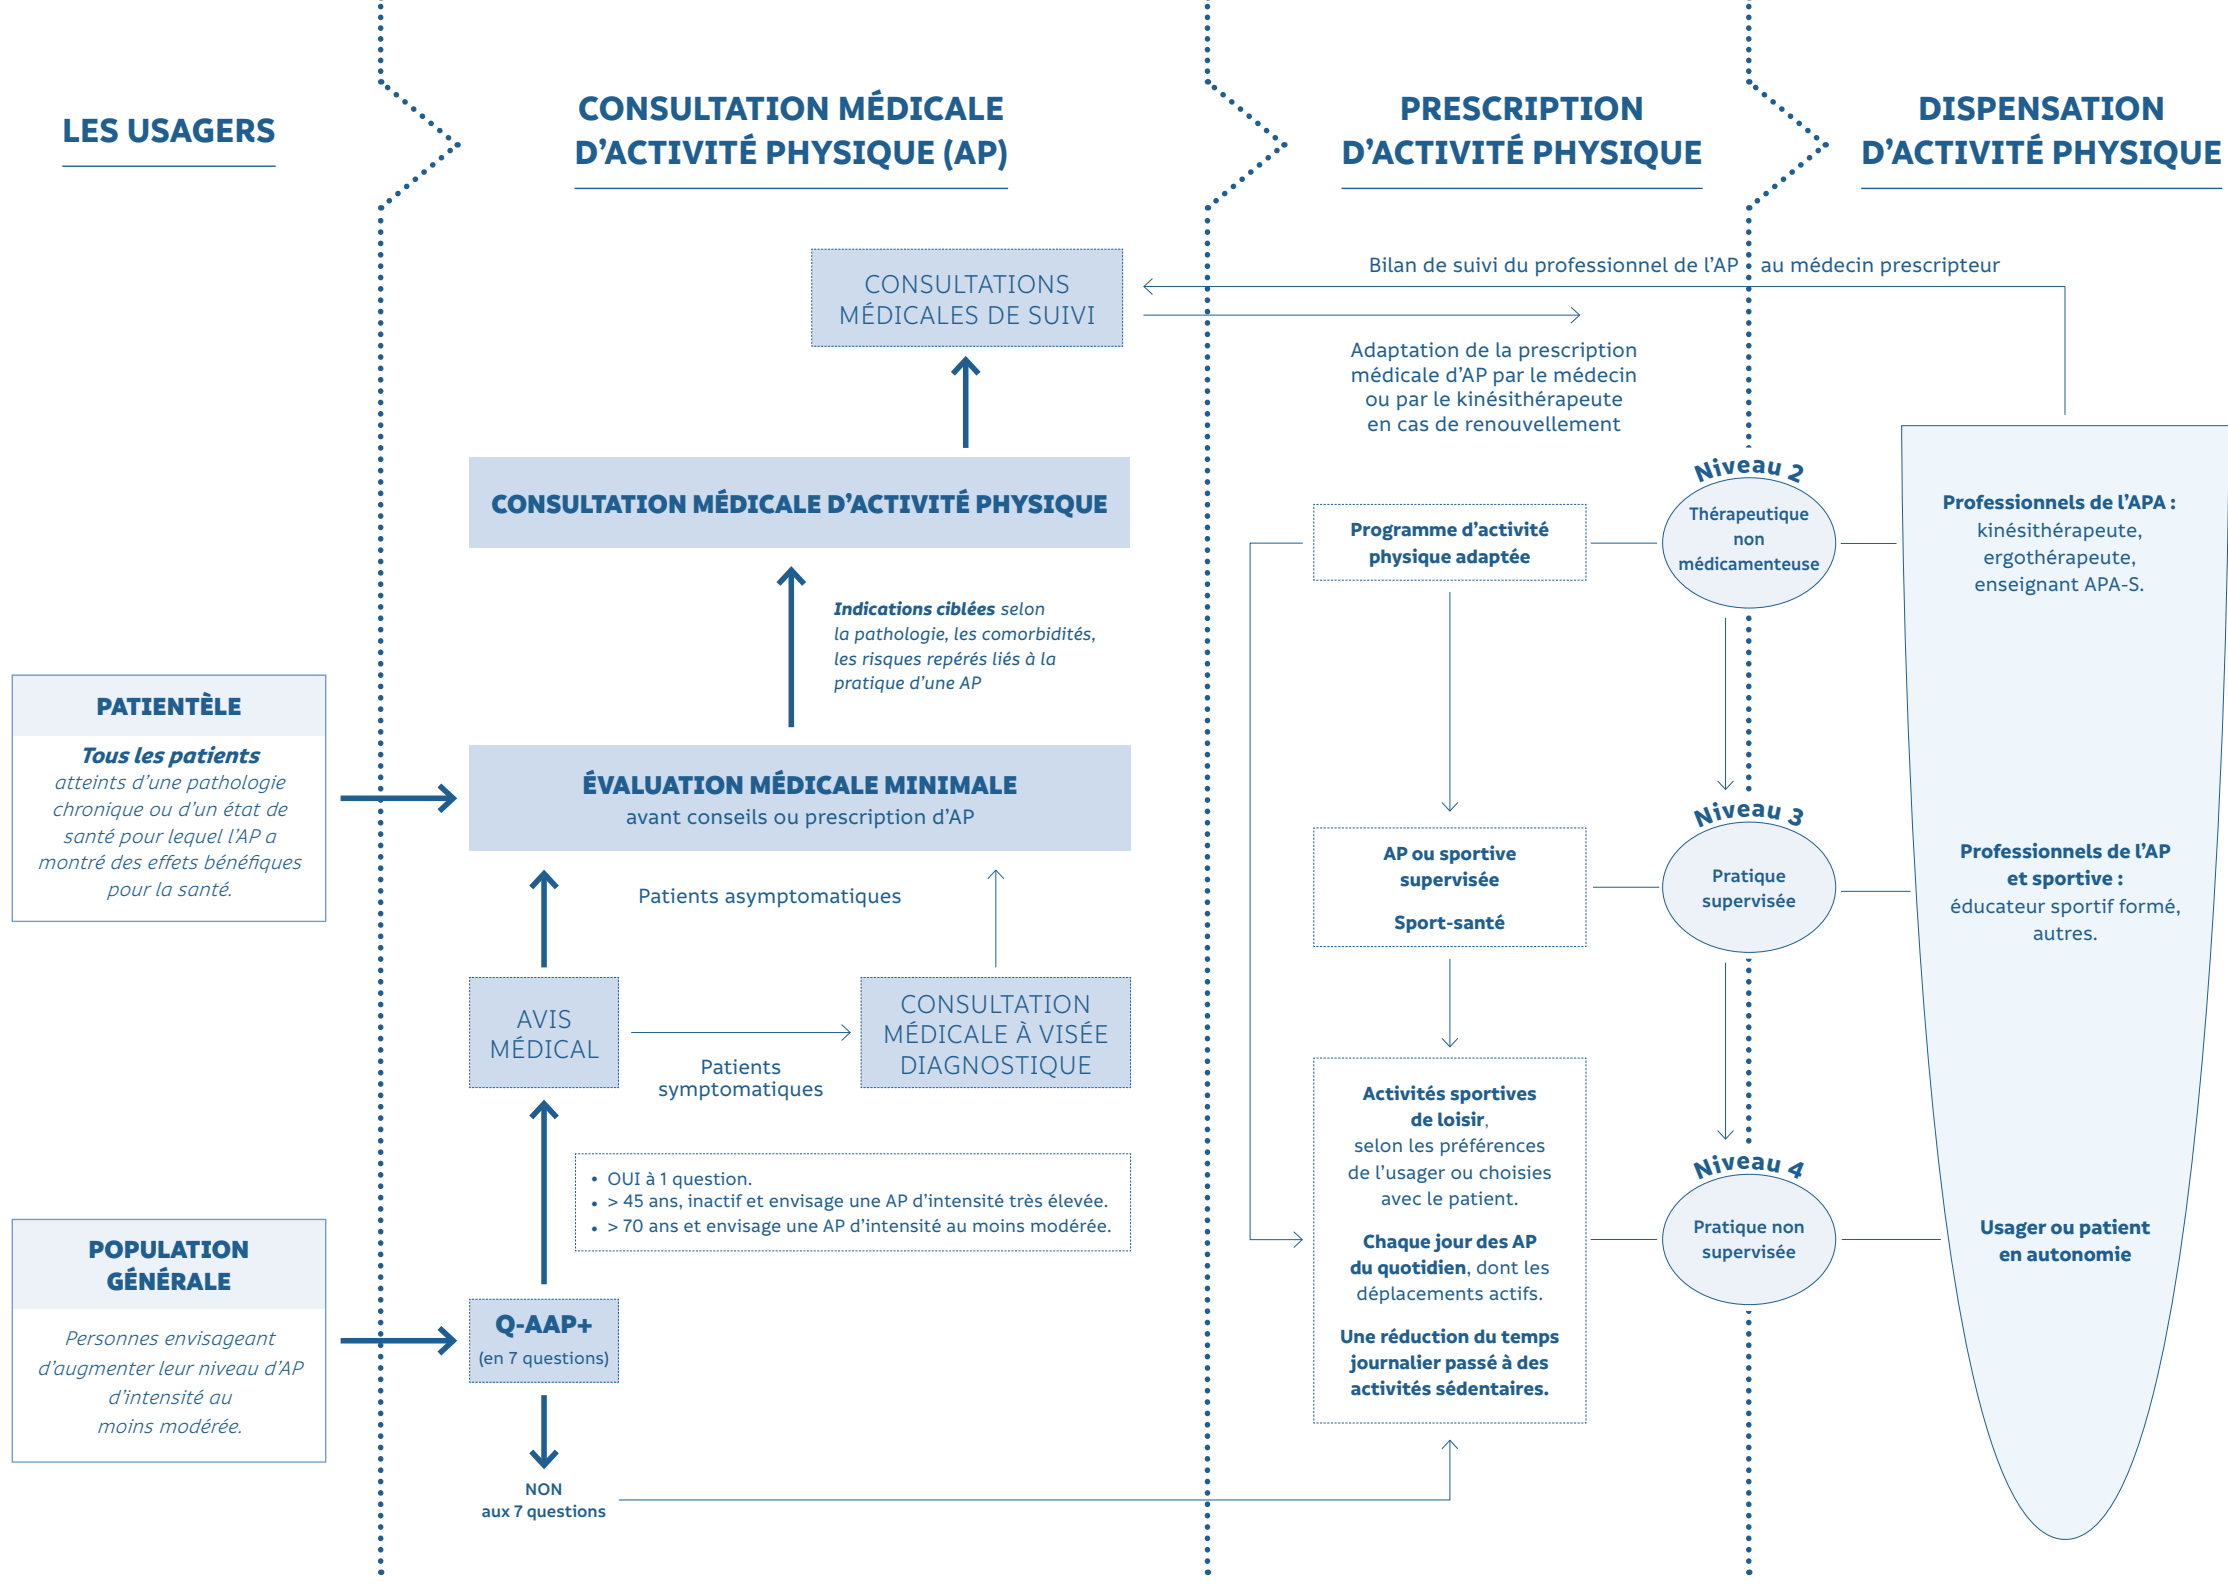 LES USAGERS
CONSULTATION MÉDICALE
D'ACTIVITÉ PHYSIQUE (AP)
PRESCRIPTION
D'ACTIVITÉ PHYSIQUE
DISPENSATION
D'ACTIVITÉ PHYSIQUE
PATIENTÈLE
Tous les patients
atteints d'une pathologie
chronique ou d'un état de
santé pour lequel l'AP a
montré des effets bénéfiques
pour la santé.
POPULATION
GÉNÉRALE
Personnes envisageant
d'augmenter leur niveau d'AP
d'intensité au
moins modérée.
CONSULTATIONS
MÉDICALES DE SUIVI
CONSULTATION MÉDICALE D'ACTIVITÉ PHYSIQUE
Indications ciblées selon
la pathologie, les comorbidités,
les risques repérés liés à la
pratique d'une AP
ÉVALUATION MÉDICALE MINIMALE
avant conseils ou prescription d'AP
Patients asymptomatiques
AVIS
MÉDICAL
Patients
symptomatiques
CONSULTATION
MÉDICALE À VISÉE
DIAGNOSTIQUE
• OUI à 1 question.
• > 45 ans, inactif et envisage une AP d'intensité très élevée.
• > 70 ans et envisage une AP d'intensité au moins modérée.
Q-AAP+
(en 7 questions)
NON
aux 7 questions
Bilan de suivi du professionnel de l'AP au médecin prescripteur
Adaptation de la prescription
médicale d'AP par le médecin
ou par le kinésithérapeute
en cas de renouvellement
Programme d'activité
physique adaptée
AP ou sportive
supervisée
Sport-santé
Activités sportives
de loisir,
selon les préférences
de l'usager ou choisies
avec le patient.
Chaque jour des AP
du quotidien, dont les
déplacements actifs.
Une réduction du temps
journalier passé à des
activités sédentaires.
Niveau 2
Thérapeutique
non
médicamenteuse
Niveau 3
Pratique
supervisée
Niveau 4
Pratique non
supervisée
Professionnels de l'APA :
kinésithérapeute,
ergothérapeute,
enseignant APA-S.
Professionnels de l'AP
et sportive :
éducateur sportif formé,
autres.
Usager ou patient
en autonomie